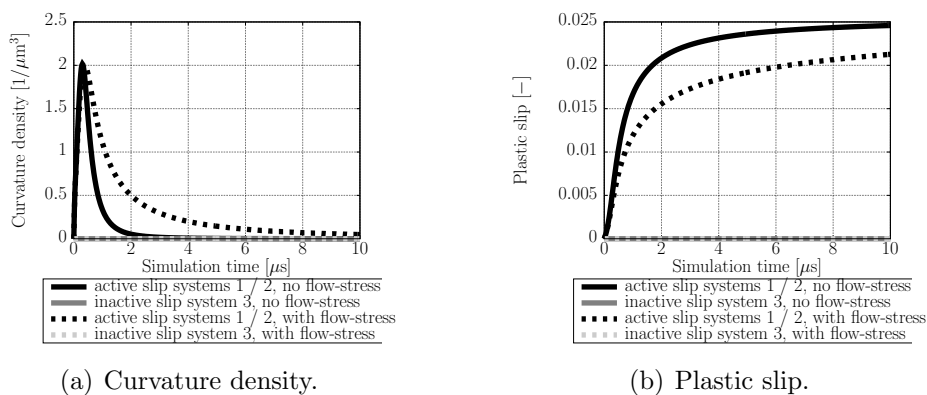 2.5
2
1.5
1
0.5
0
Curvature density [1/μm³]
0 2 4 6 8 10
Simulation time [μs]
active slip systems 1 / 2, no flow-stress
inactive slip system 3, no flow-stress
active slip systems 1 / 2, with flow-stress
inactive slip system 3, with flow-stress
(a) Curvature density.
0.025
0.02
0.015
0.01
0.005
0
Plastic slip [−]
0 2 4 6 8 10
Simulation time [μs]
active slip systems 1 / 2, no flow-stress
inactive slip system 3, no flow-stress
active slip systems 1 / 2, with flow-stress
inactive slip system 3, with flow-stress
(b) Plastic slip.